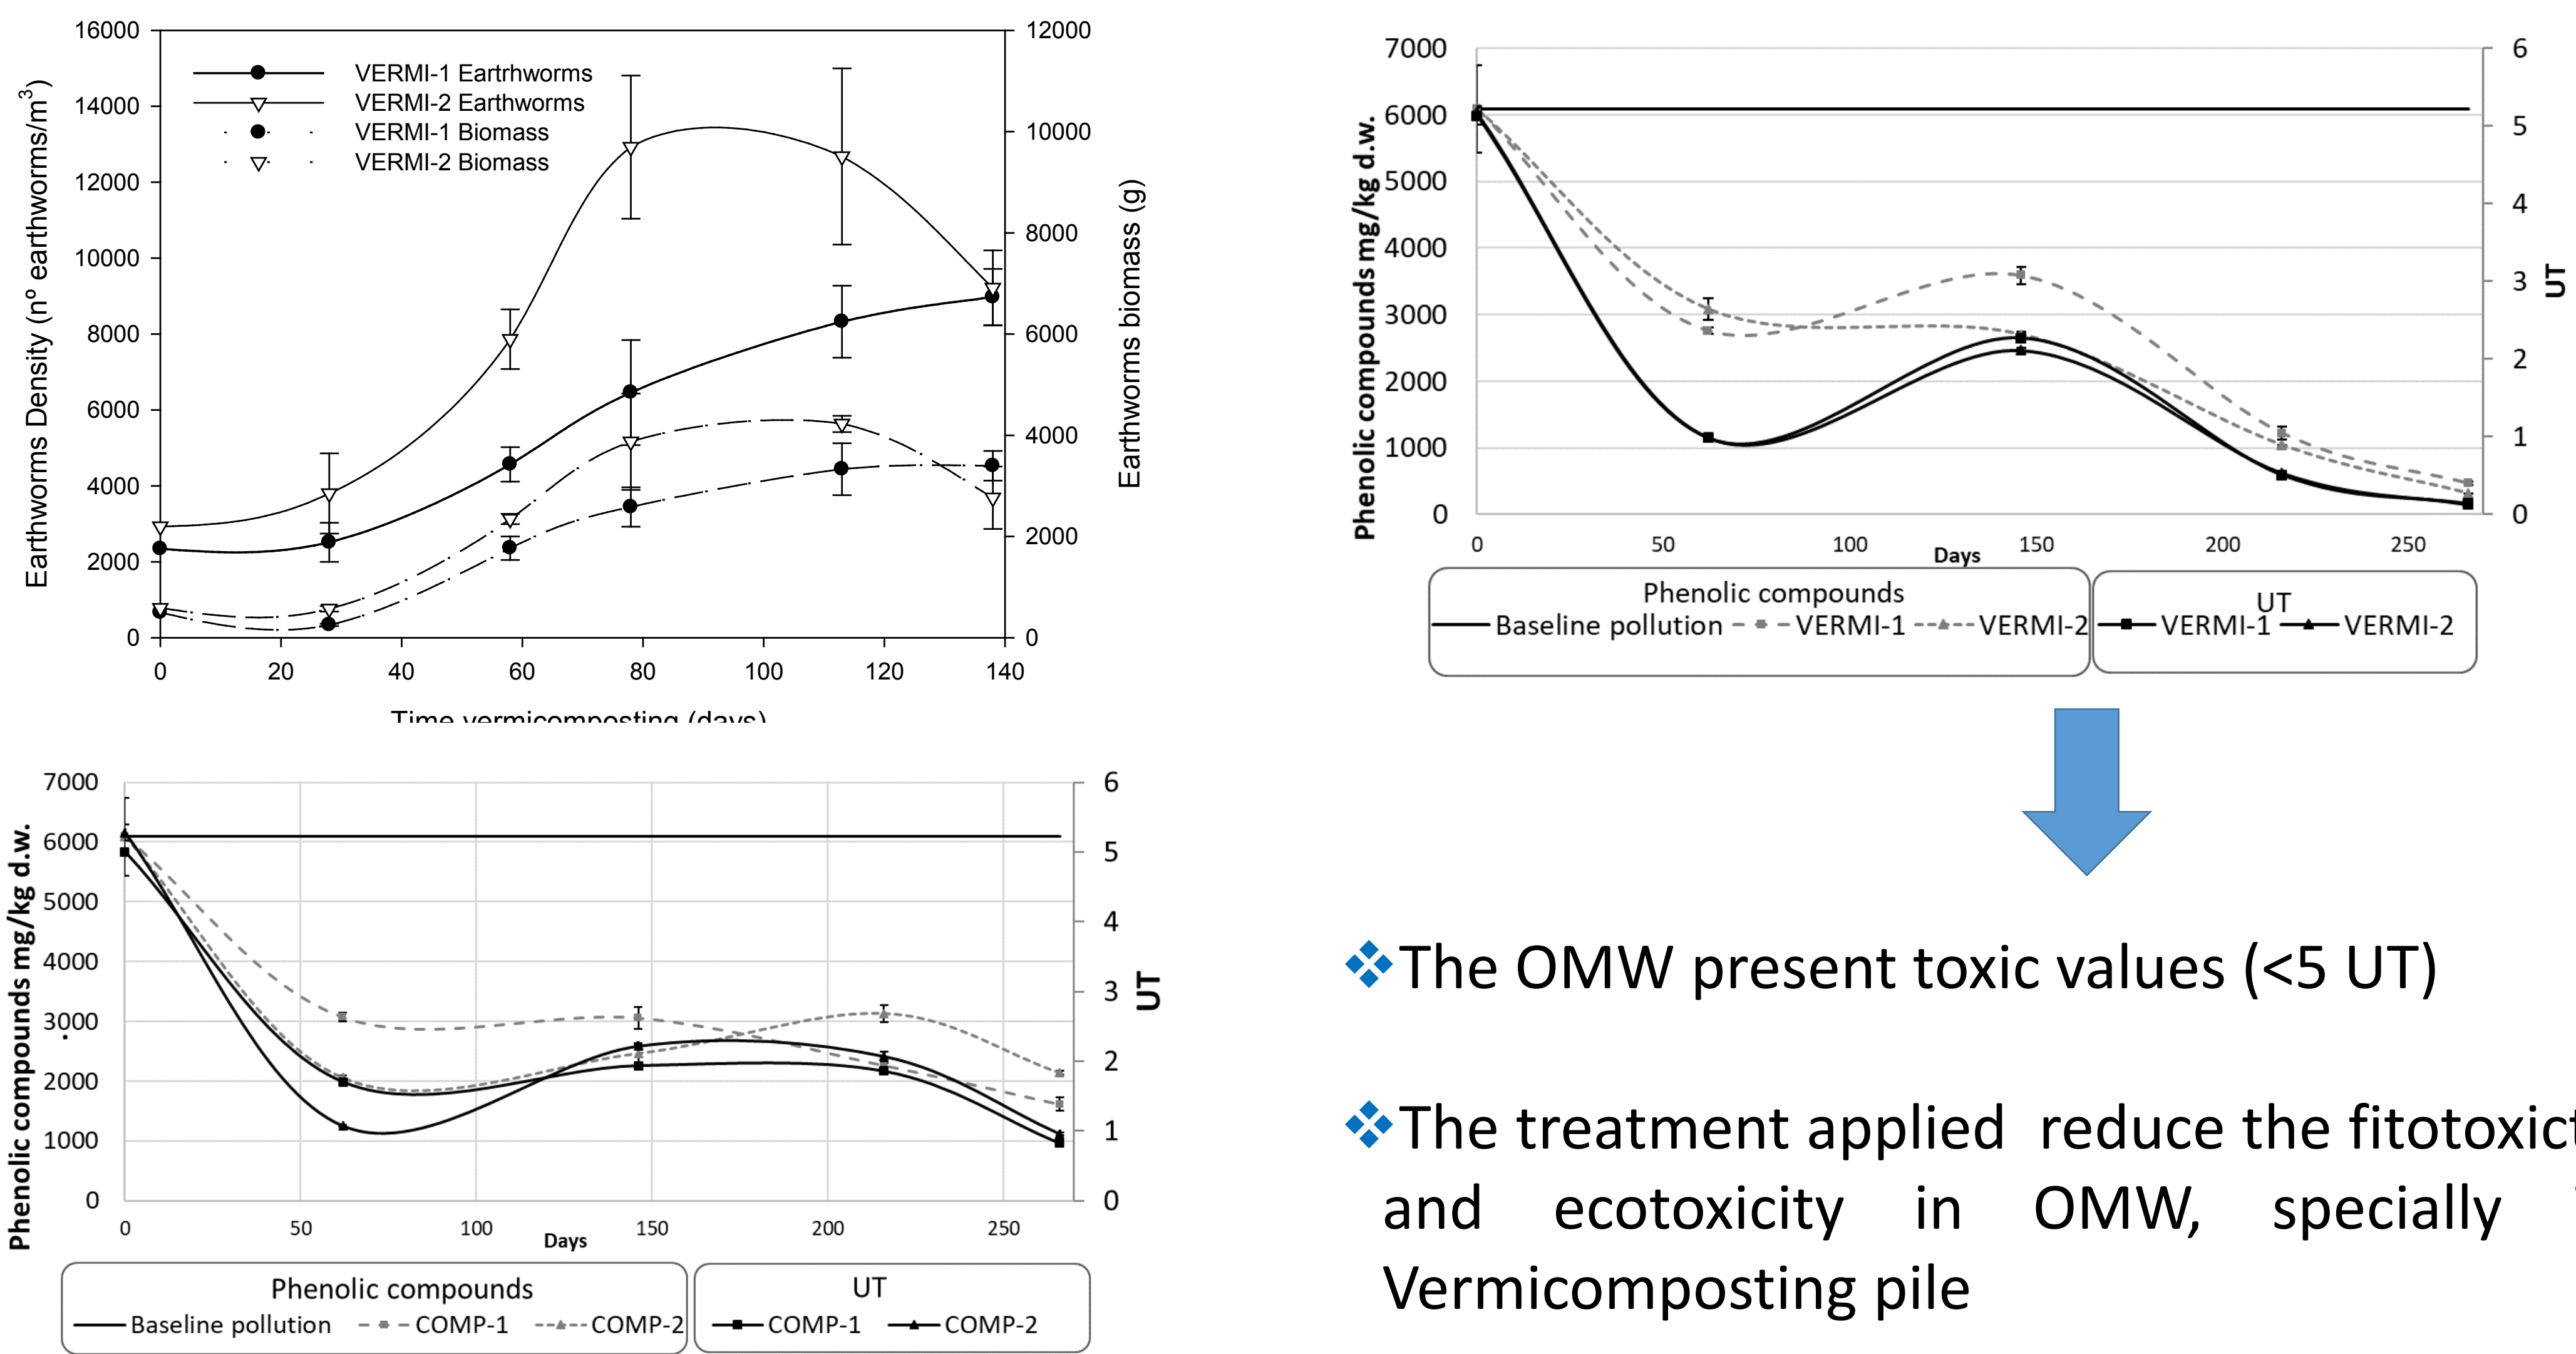 16000
14000
12000
10000
8000
6000
4000
2000
0
Earthworms Density (nº earthworms/m³)
VERMI-1 Eartrhworms
VERMI-2 Earthworms
VERMI-1 Biomass
VERMI-2 Biomass
12000
10000
8000
6000
4000
2000
0
Earthworms biomass (g)
0 20 40 60 80 100 120 140
Time vermicomposting (days)
7000
6000
5000
4000
3000
2000
1000
0
Phenolic compounds mg/kg d.w.
6
5
4
3
2
1
0
UT
0 50 100 150 200 250
Days
Phenolic compounds
Baseline pollution VERMI-1 VERMI-2
UT
VERMI-1 VERMI-2
7000
6000
5000
4000
3000
2000
1000
0
Phenolic compounds mg/kg d.w.
6
5
4
3
2
1
0
UT
0 50 100 150 200 250
Days
Phenolic compounds
Baseline pollution COMP-1 COMP-2
UT
COMP-1 COMP-2
The OMW present toxic values (<5 UT)
The treatment applied reduce the fitotoxict
and ecotoxicity in OMW, specially
Vermicomposting pile